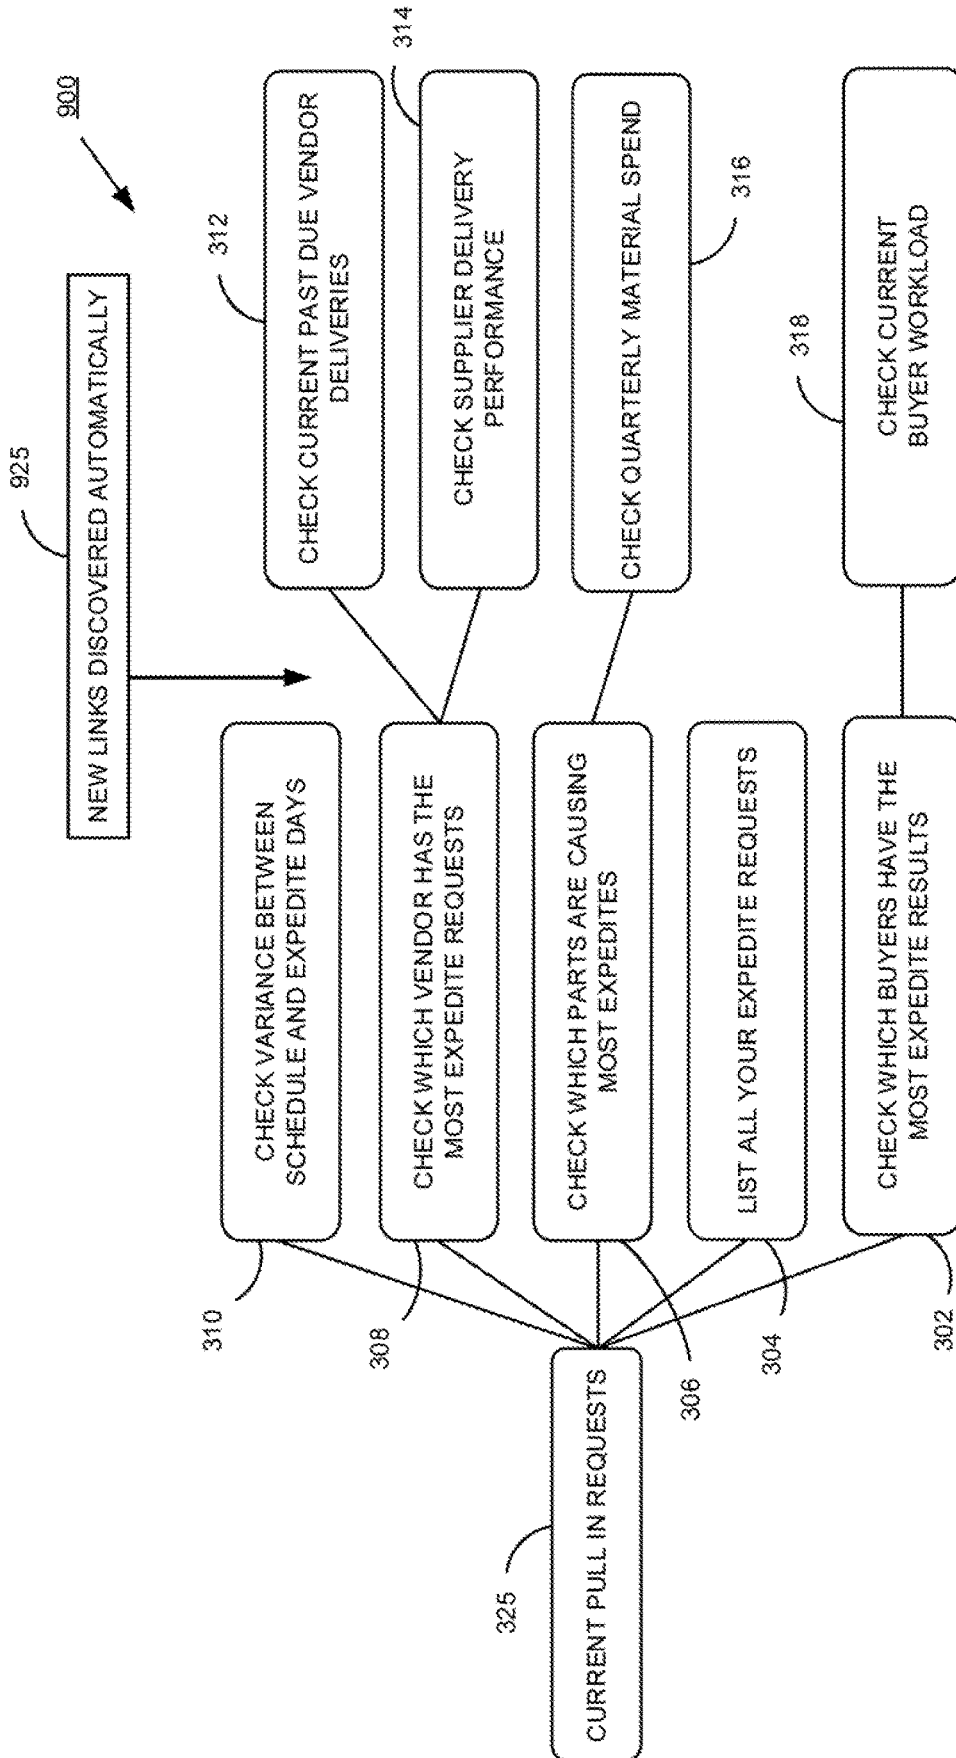 900
925
NEW LINKS DISCOVERED AUTOMATICALLY
310
CHECK VARIANCE BETWEEN
SCHEDULE AND EXPEDITE DAYS
312
CHECK CURRENT PAST DUE VENDOR
DELIVERIES
308
CHECK WHICH VENDOR HAS THE
MOST EXPEDITE REQUESTS
314
CHECK SUPPLIER DELIVERY
PERFORMANCE
325
CURRENT PULL IN REQUESTS
306
CHECK WHICH PARTS ARE CAUSING
MOST EXPEDITES
CHECK QUARTERLY MATERIAL SPEND
316
304
LIST ALL YOUR EXPEDITE REQUESTS
318
302
CHECK WHICH BUYERS HAVE THE
MOST EXPEDITE RESULTS
CHECK CURRENT
BUYER WORKLOAD